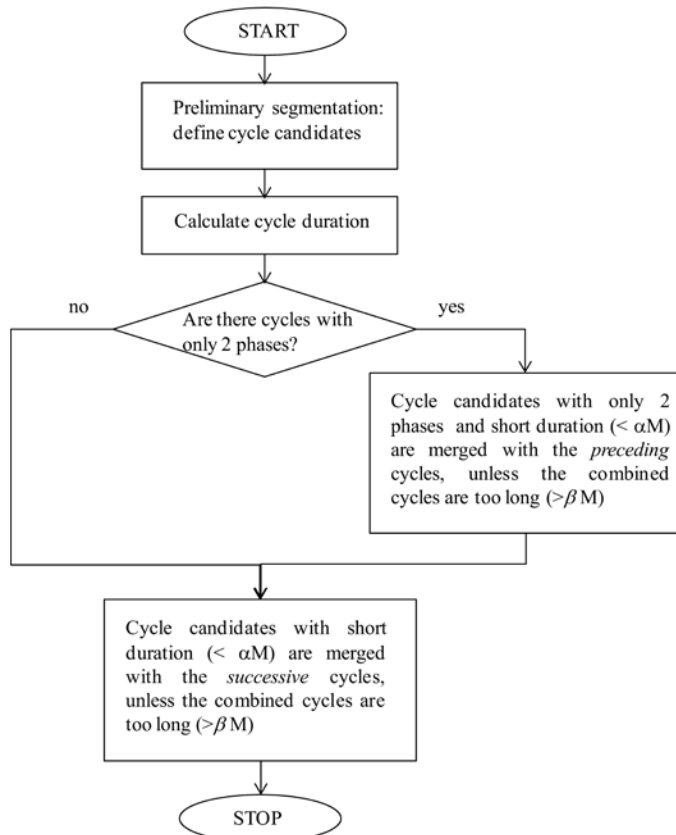 START
Preliminary segmentation:
define cycle candidates
Calculate cycle duration
no
yes
Are there cycles with
only 2 phases?
Cycle candidates with only 2
phases and short duration (< αM)
are merged with the preceding
cycles, unless the combined
cycles are too long (>β M)
Cycle candidates with short
duration (< αM) are merged
with the successive cycles,
unless the combined cycles are
too long (>β M)
STOP